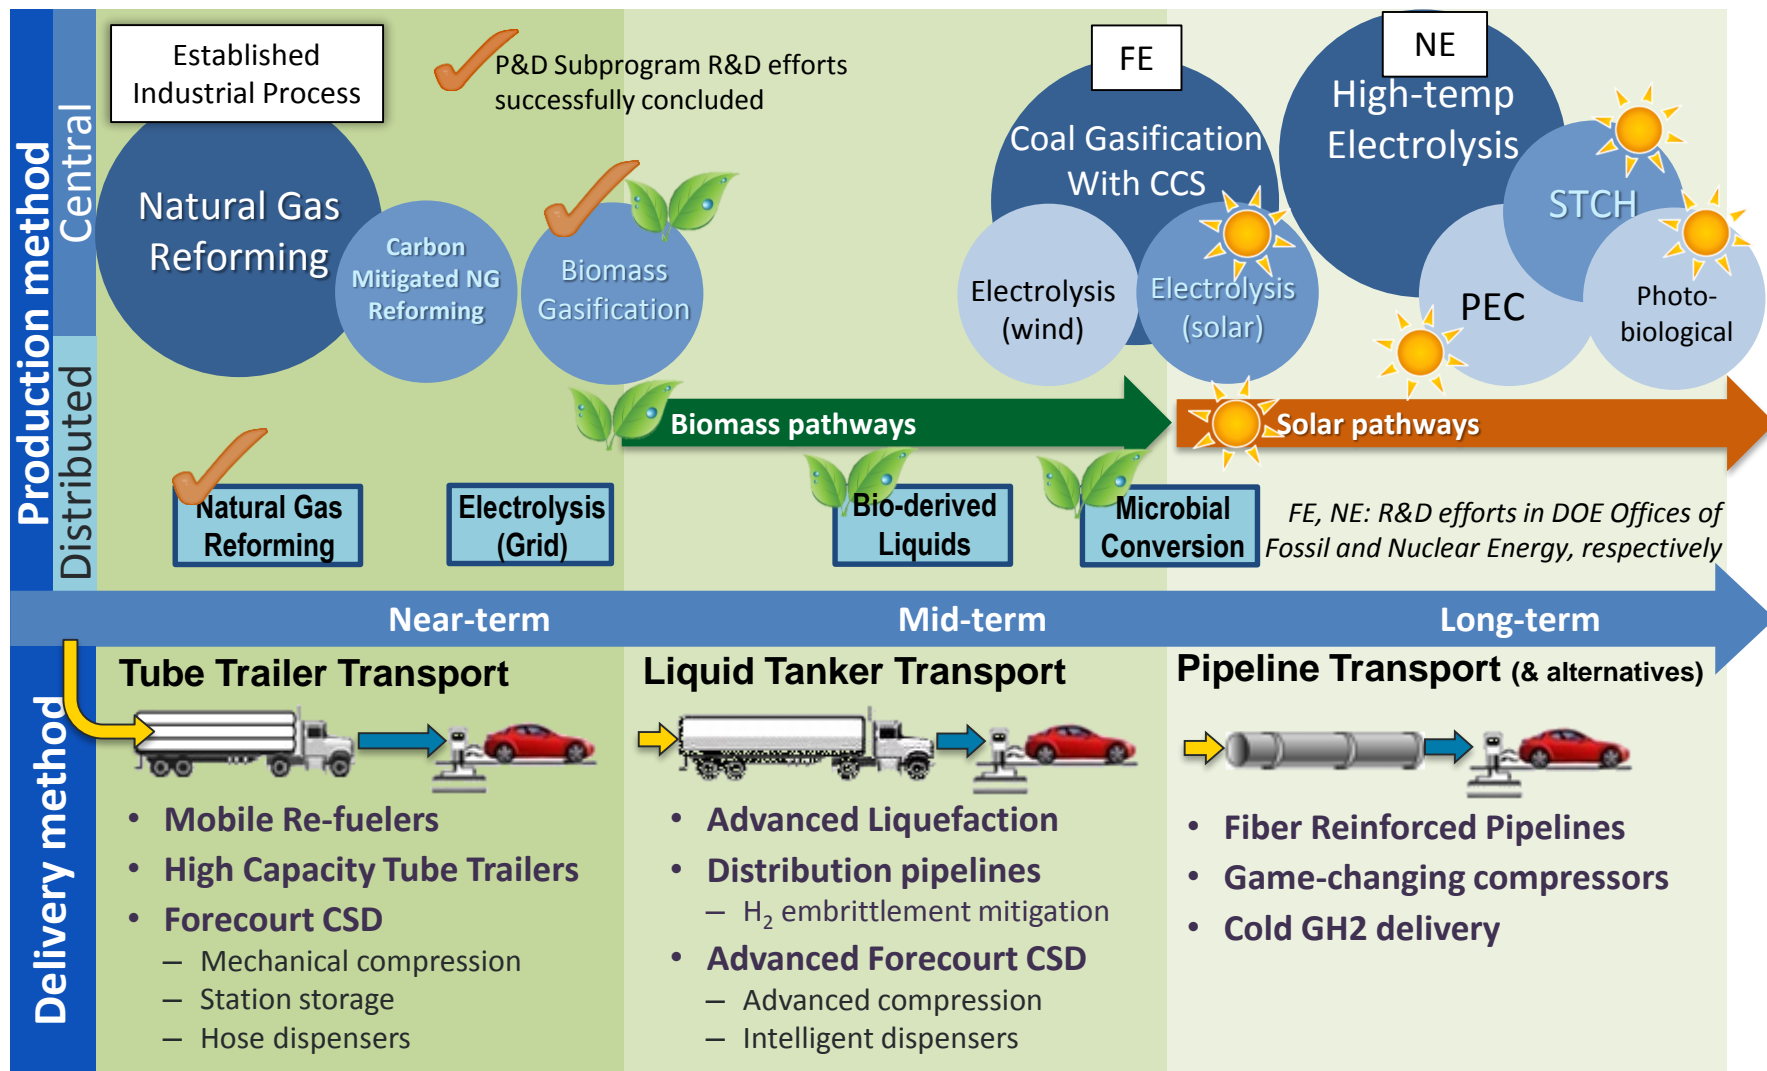 Production method
Central
Distributed
Established
Industrial Process
P&D Subprogram R&D efforts
successfully concluded
FE
NE
Natural Gas
Reforming
Carbon
Mitigated NG
Reforming
Biomass
Gasification
Coal Gasification
With CCS
Electrolysis
(wind)
Electrolysis
(solar)
High-temp
Electrolysis
STCH
PEC
Photo-
biological
Biomass pathways
Solar pathways
Natural Gas
Reforming
Electrolysis
(Grid)
Bio-derived
Liquids
Microbial
Conversion
FE, NE: R&D efforts in DOE Offices of
Fossil and Nuclear Energy, respectively
Near-term
Mid-term
Long-term
Delivery method
Tube Trailer Transport
• Mobile Re-fuelers
• High Capacity Tube Trailers
• Forecourt CSD
– Mechanical compression
– Station storage
– Hose dispensers
Liquid Tanker Transport
• Advanced Liquefaction
• Distribution pipelines
– H₂ embrittlement mitigation
• Advanced Forecourt CSD
– Advanced compression
– Intelligent dispensers
Pipeline Transport (& alternatives)
• Fiber Reinforced Pipelines
• Game-changing compressors
• Cold GH2 delivery